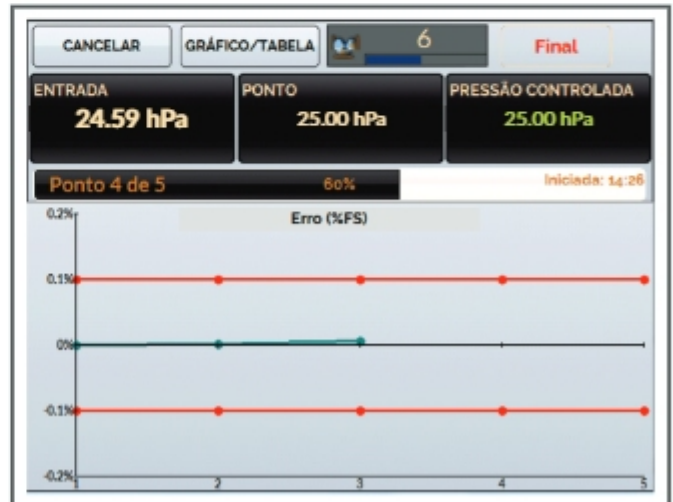 CANCELAR GRÁFICO/TABELA 6 Final
ENTRADA PONTO PRESSÃO CONTROLADA
24.59 hPa 25.00 hPa 25.00 hPa
Ponto 4 de 5 60% Iniciada: 14:26
Erro (%FS)
0.2%
0.1%
0%
-0.1%
-0.2%
1 2 3 4 5